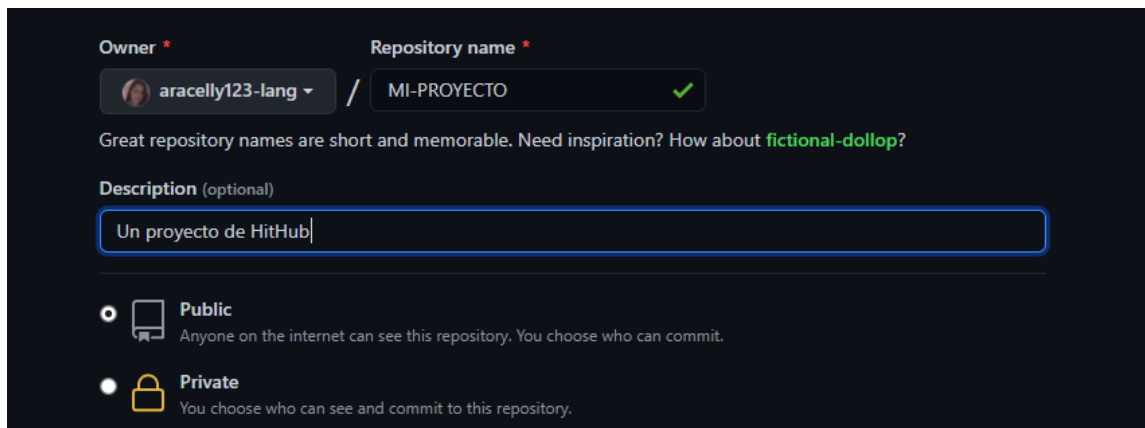 Owner * Repository name *
aracelly123-lang / MI-PROYECTO
Great repository names are short and memorable. Need inspiration? How about fictional-dollop?
Description (optional)
Un proyecto de HitHub
Public
Anyone on the internet can see this repository. You choose who can commit.
Private
You choose who can see and commit to this repository.